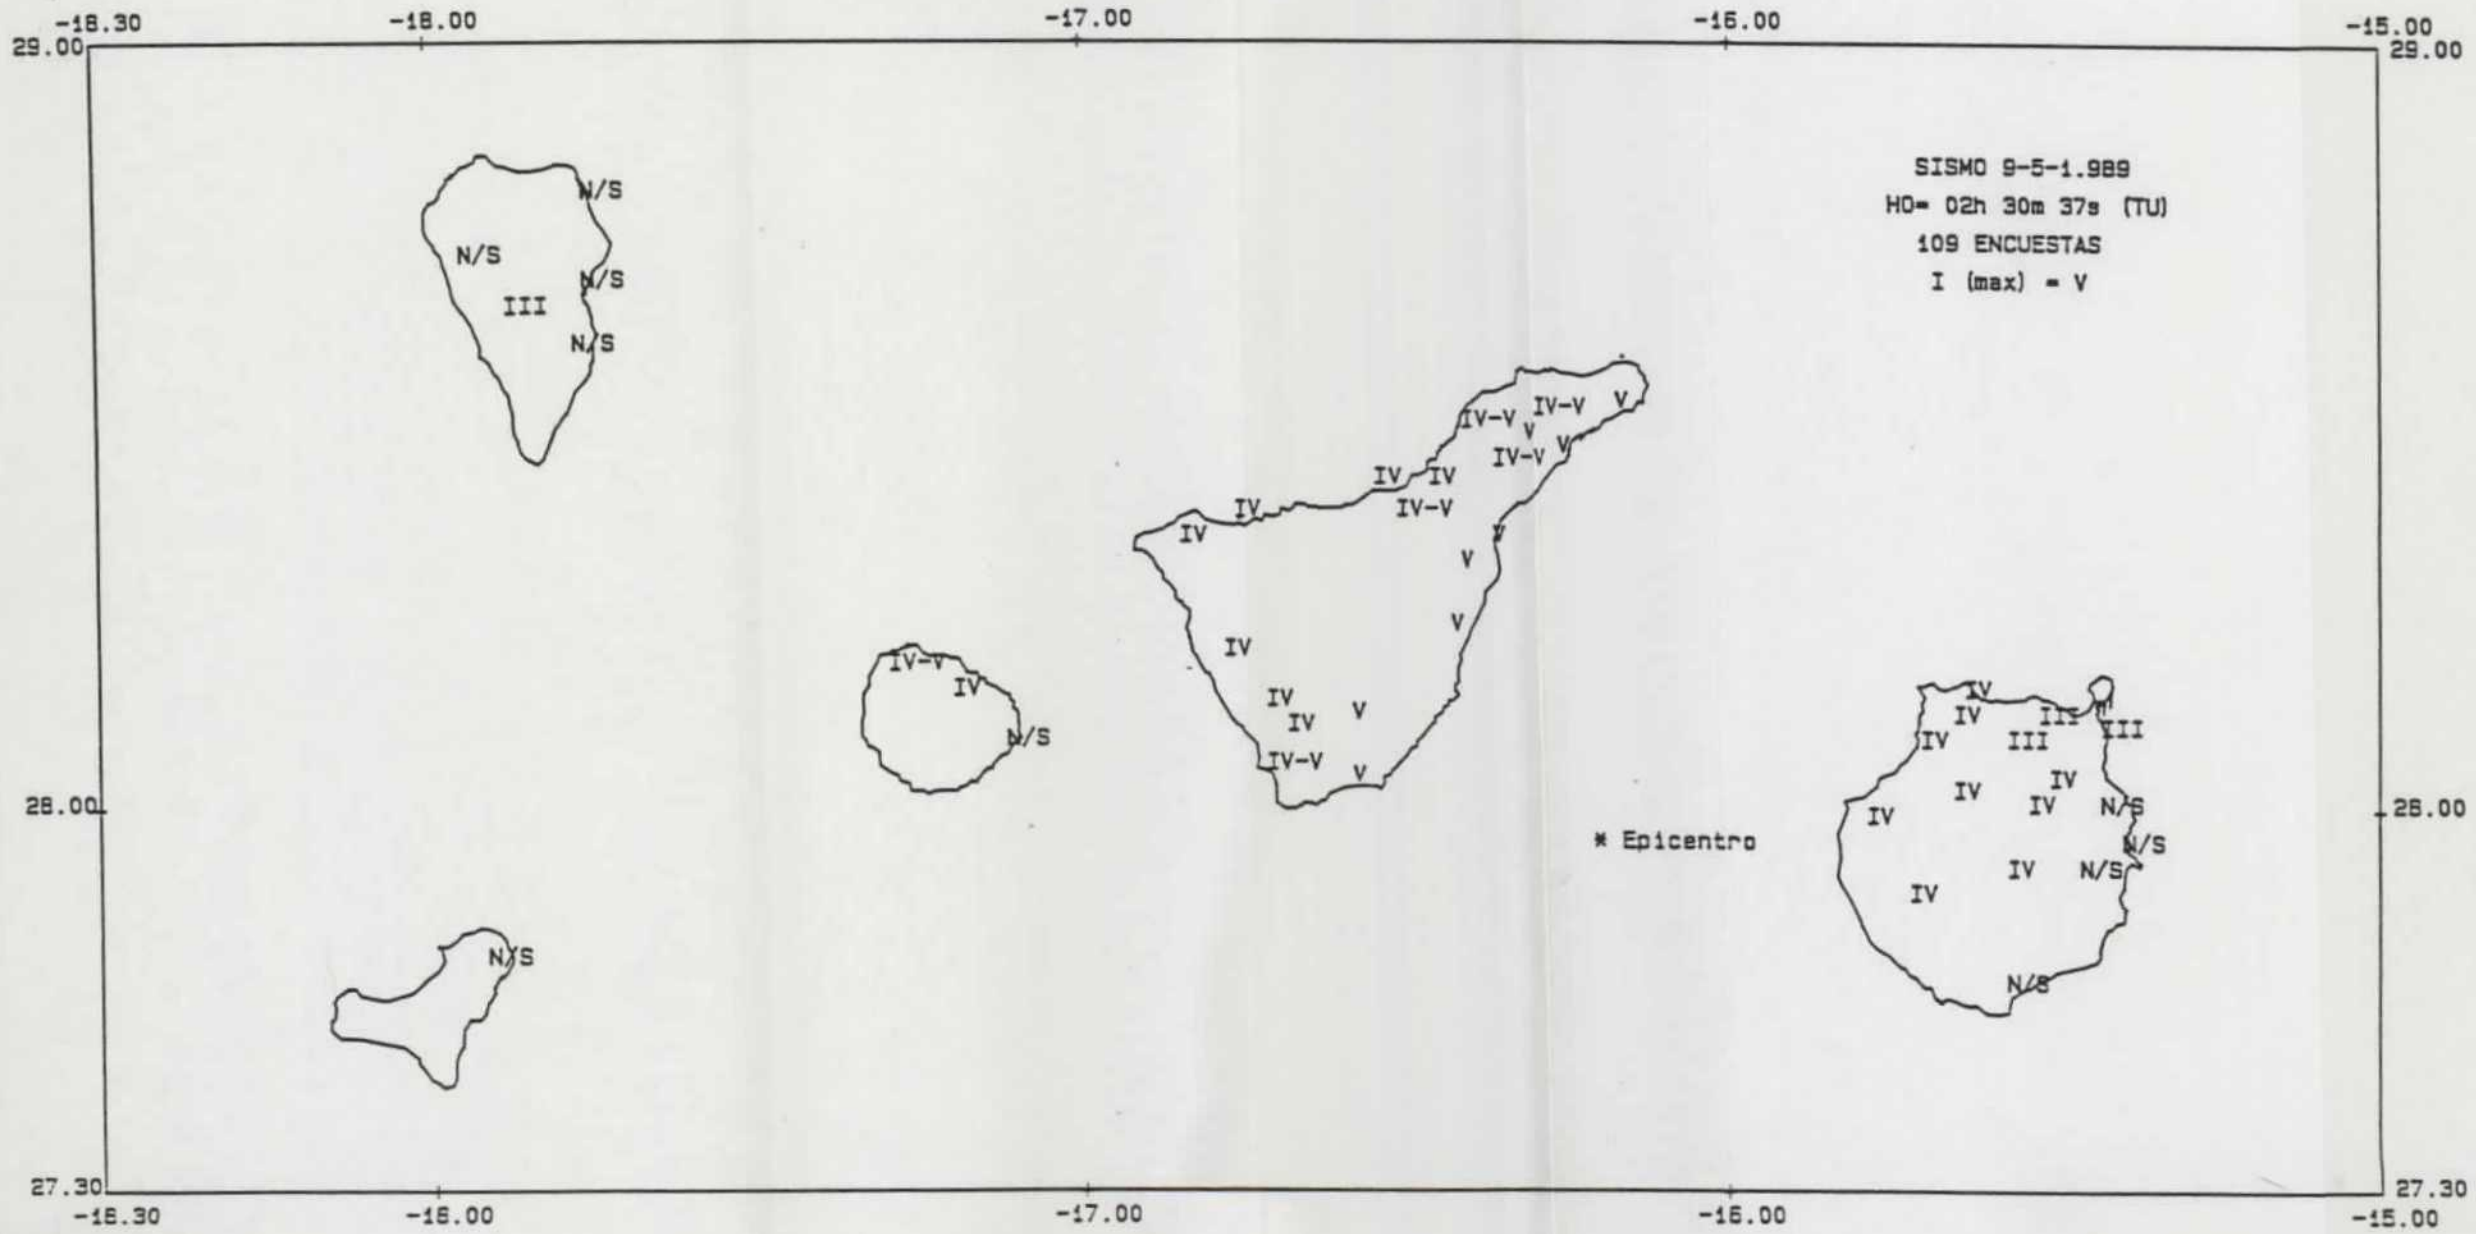 -18.30 -18.00 -17.00 -16.00 -15.00
29.00 29.00
SISMO 9-5-1.989
HO= 02h 30m 37s (TU)
109 ENCUESTAS
I (max) = V
N/S
N/S
N/S
III
N/S
IV-V IV-V V
V
V
IV-V
IV IV
IV-V
IV
IV
V
V
V
IV
IV-V
IV
N/S
IV
IV
V
IV-V
V
IV
IV III
III
IV III
IV
IV
IV
N/S
IV
28.00 28.00
* Epicentro
N/S
N/S
IV
IV
N/S
N/S
27.30 27.30
-18.30 -18.00 -17.00 -16.00 -15.00